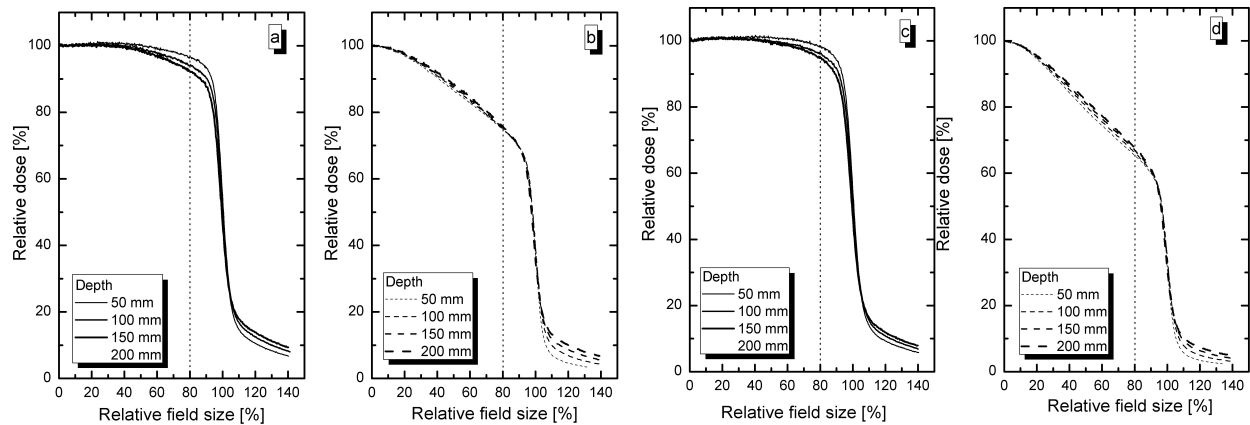 a
Relative dose [%]
100
80
60
40
20
0
Depth
50 mm
100 mm
150 mm
200 mm
0 20 40 60 80 100 120 140
Relative field size [%]
b
Relative dose [%]
100
80
60
40
20
0
Depth
50 mm
100 mm
150 mm
200 mm
0 20 40 60 80 100 120 140
Relative field size [%]
c
Relative dose [%]
100
80
60
40
20
0
Depth
50 mm
100 mm
150 mm
200 mm
0 20 40 60 80 100 120 140
Relative field size [%]
d
Relative dose [%]
100
80
60
40
20
0
Depth
50 mm
100 mm
150 mm
200 mm
0 20 40 60 80 100 120 140
Relative field size [%]